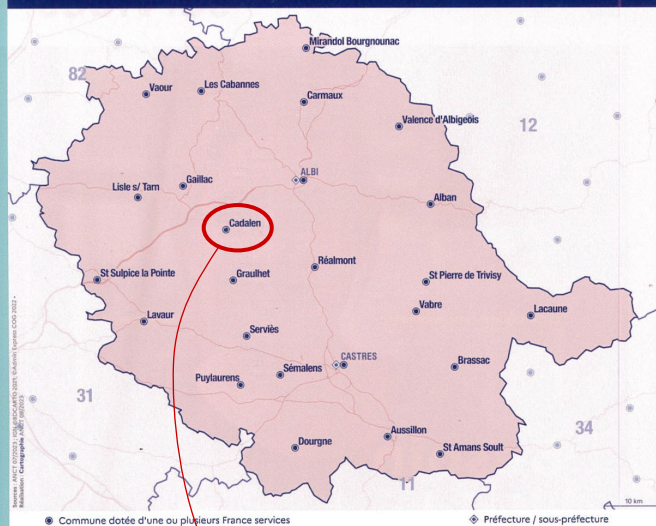 Mirandol Bourgnounac
82
Vaour
Les Cabannes
Carmaux
Valence d'Albigeois
12
ALBI
Gaillac
Lisle s/ Tarn
Alban
Cadalen
Réalmont
St Sulpice la Pointe
Graulhet
St Pierre de Trivisy
Vabre
Lacaune
Lavaur
Serviès
CASTRES
Brassac
Sémalens
Puylaurens
31
34
Aussillon
Dourgne
St Amans Soult
11
10 km
Commune dotée d'une ou plusieurs France services
Préfecture / sous-préfecture